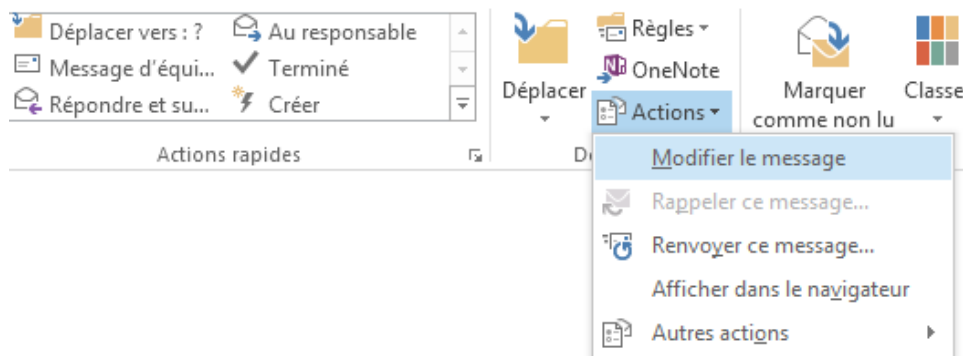 Déplacer vers : ?
Au responsable
Message d'équi...
Terminé
Répondre et su...
Créer
Actions rapides
Déplacer
Règles
OneNote
Actions
Marquer
comme non lu
Classe
Modifier le message
Rappeler ce message...
Renvoyer ce message...
Afficher dans le navigateur
Autres actions